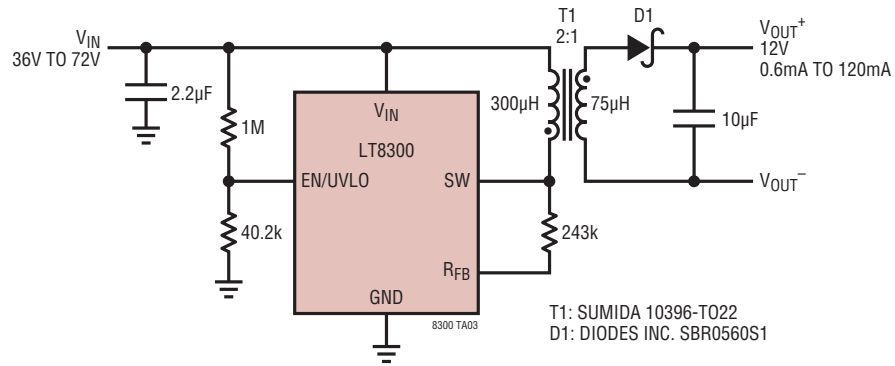 T1
2:1
D1
VIN
36V TO 72V
VOUT+
12V
0.6mA TO 120mA
2.2µF
1M
VIN
LT8300
300µH
75µH
10µF
EN/UVLO
SW
VOUT–
40.2k
243k
RFB
GND
8300 TA03
T1: SUMIDA 10396-TO22
D1: DIODES INC. SBR0560S1